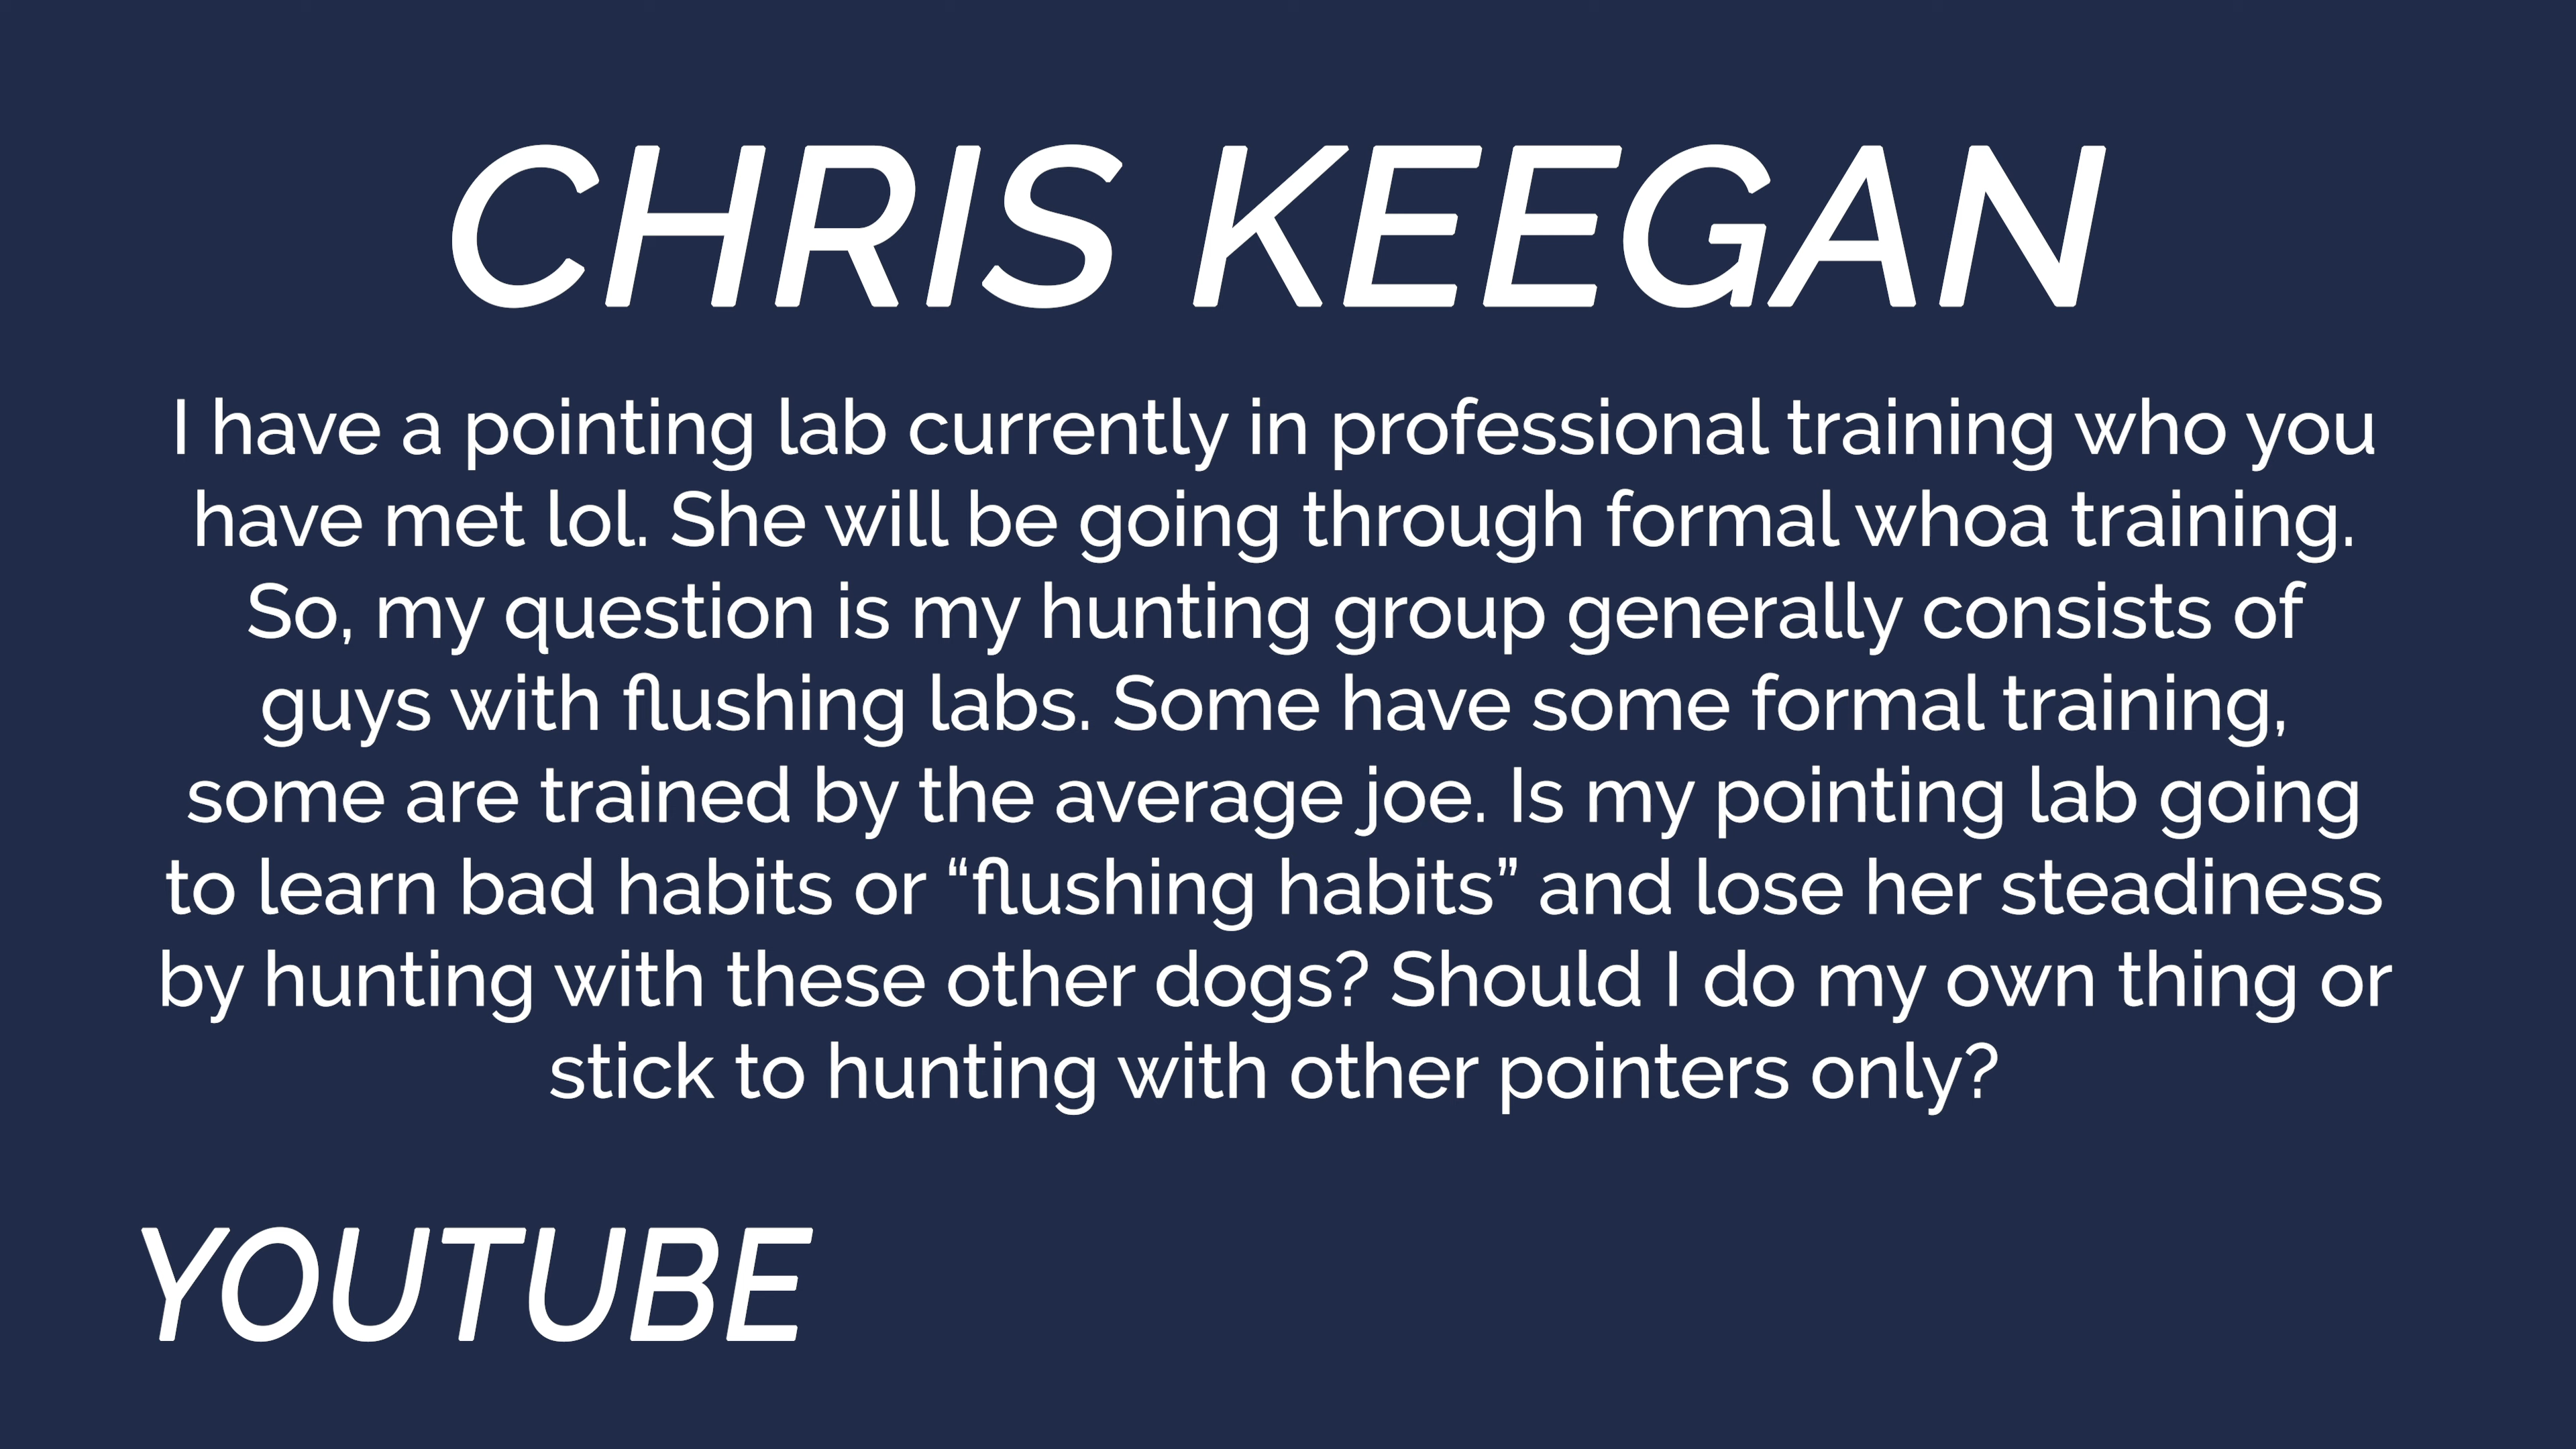 CHRIS KEEGAN
I have a pointing lab currently in professional training who you
have met lol. She will be going through formal whoa training.
So, my question is my hunting group generally consists of
guys with flushing labs. Some have some formal training,
some are trained by the average joe. Is my pointing lab going
to learn bad habits or “flushing habits” and lose her steadiness
by hunting with these other dogs? Should I do my own thing or
stick to hunting with other pointers only?
YOUTUBE